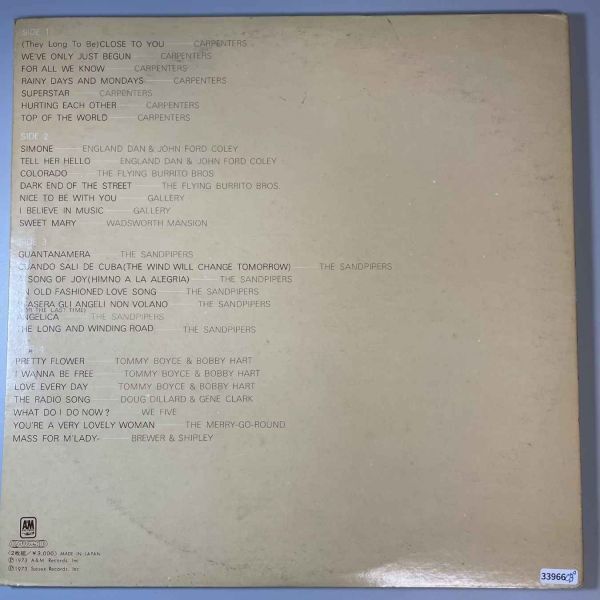 SIDE 1
(They Long To Be)CLOSE TO YOU CARPENTERS
WE'VE ONLY JUST BEGUN CARPENTERS
FOR ALL WE KNOW CARPENTERS
RAINY DAYS AND MONDAYS CARPENTERS
SUPERSTAR CARPENTERS
HURTING EACH OTHER CARPENTERS
TOP OF THE WORLD CARPENTERS
SIDE 2
SIMONE ENGLAND DAN & JOHN FORD COLEY
TELL HER HELLO ENGLAND DAN & JOHN FORD COLEY
COLORADO THE FLYING BURRITO BROS
DARK END OF THE STREET THE FLYING BURRITO BROS.
NICE TO BE WITH YOU GALLERY
I BELIEVE IN MUSIC GALLERY
SWEET MARY WADSWORTH MANSION
SIDE 3
GUANTANAMERA THE SANDPIPERS
CUANDO SALI DE CUBA(THE WIND WILL CHANGE TOMORROW) THE SANDPIPERS
A SONG OF JOY(HIMNO A LA ALEGRIA) THE SANDPIPERS
AN OLD FASHIONED LOVE SONG THE SANDPIPERS
STASERA GLI ANGELI NON VOLANO THE SANDPIPERS
(FOR THE LAST TIME)
ANGELICA THE SANDPIPERS
THE LONG AND WINDING ROAD THE SANDPIPERS
PRETTY FLOWER TOMMY BOYCE & BOBBY HART
I WANNA BE FREE TOMMY BOYCE & BOBBY HART
LOVE EVERY DAY TOMMY BOYCE & BOBBY HART
THE RADIO SONG DOUG DILLARD & GENE CLARK
WHAT DO I DO NOW? WE FIVE
YOU'RE A VERY LOVELY WOMAN THE MERRY-GO-ROUND
MASS FOR M'LADY- BREWER & SHIPLEY
A&M
(2枚組/¥3,000) MADE IN JAPAN
Ⓟ1973 A&M Records, Inc
Ⓟ1973 Sussex Records, Inc.
33966